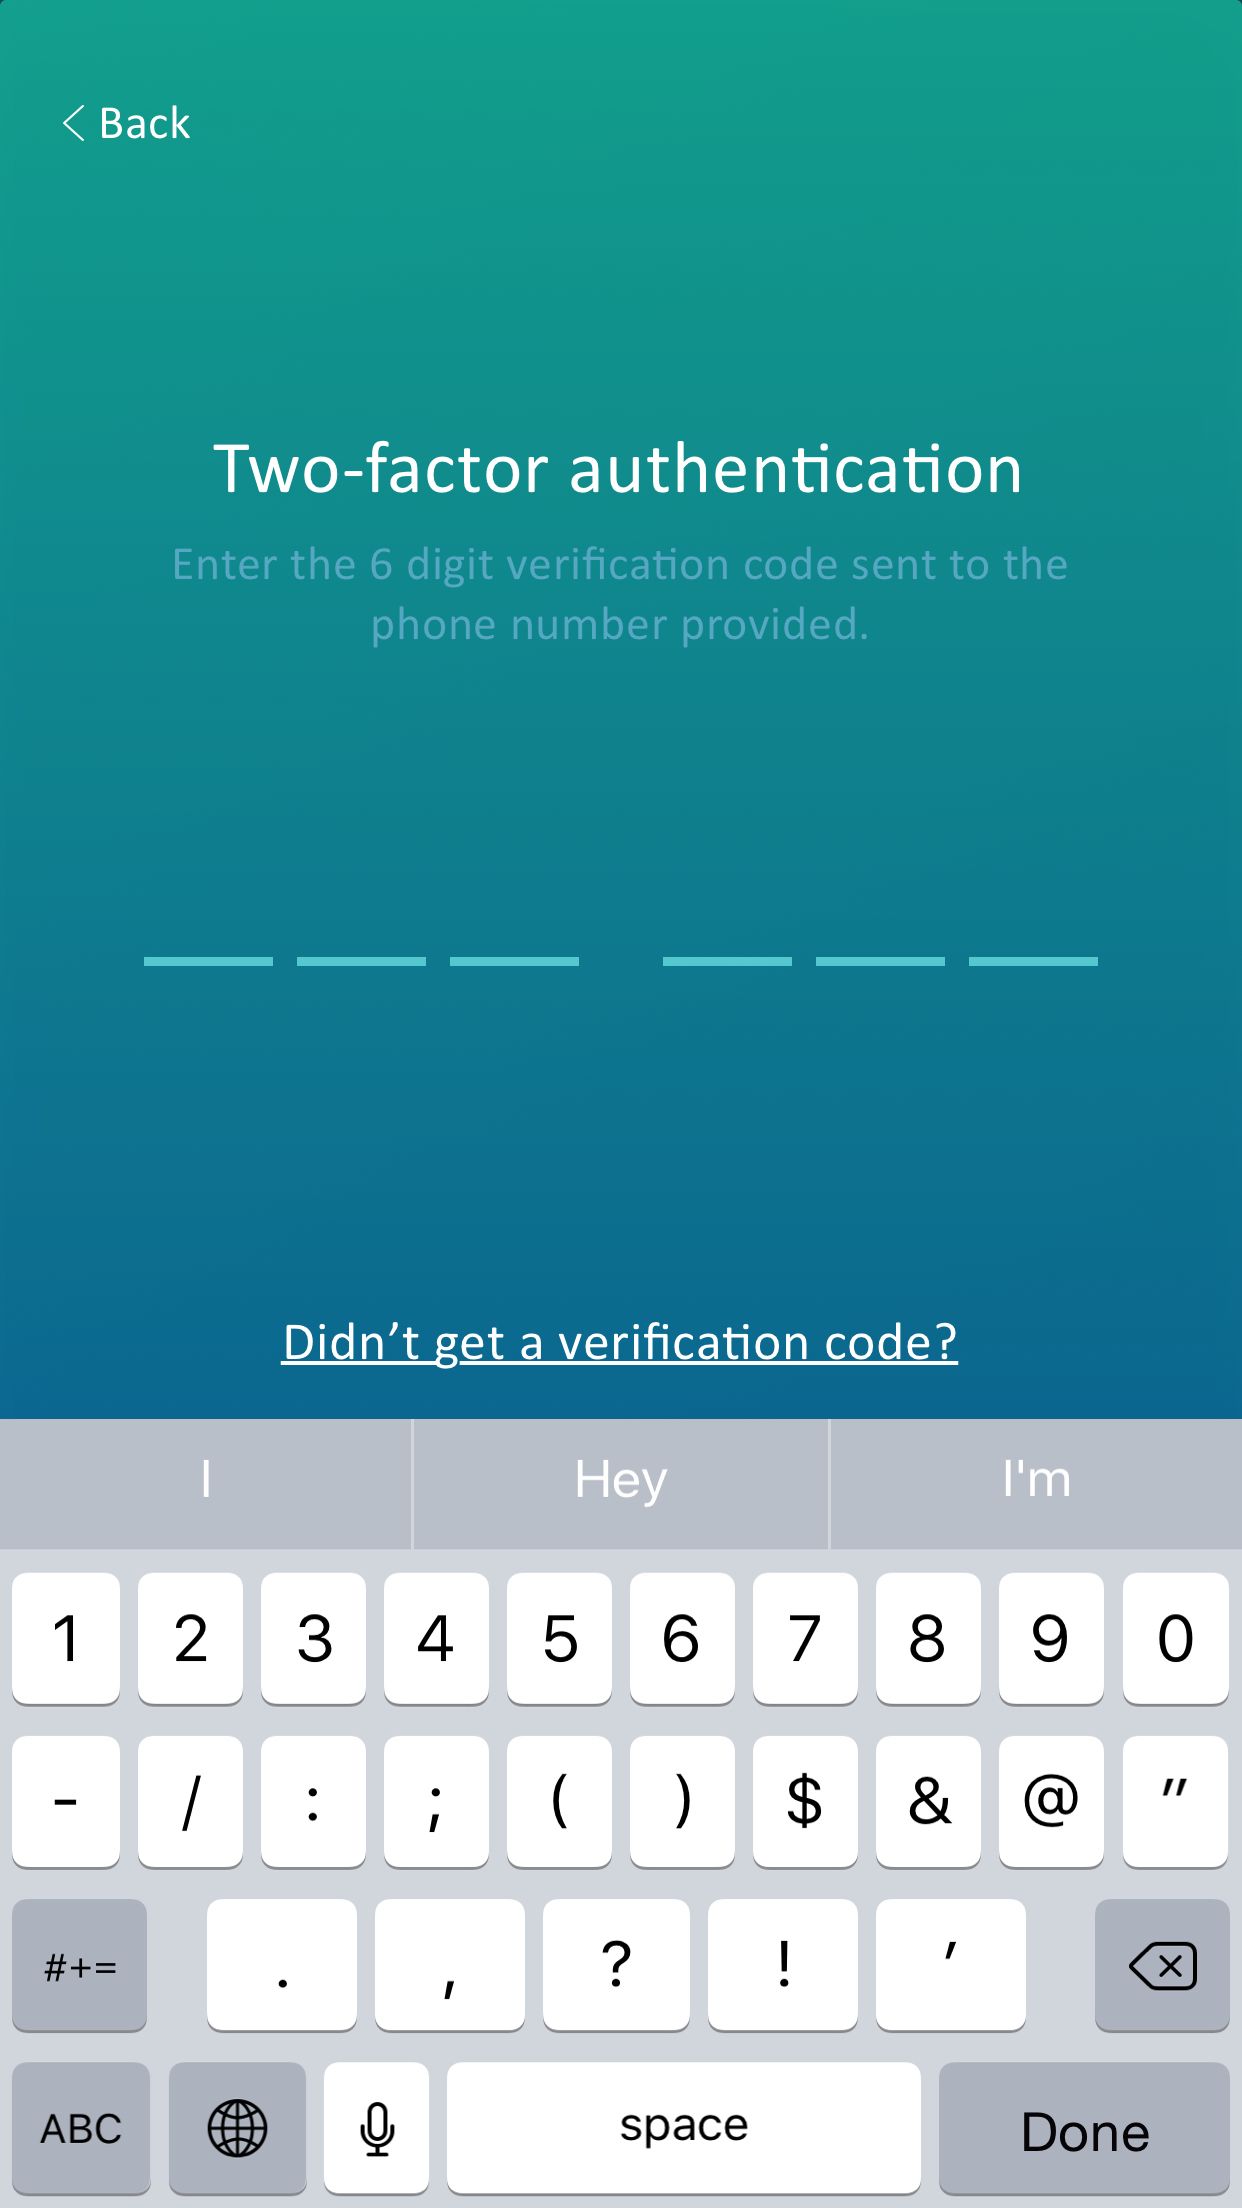 Back
Two-factor authentication
Enter the 6 digit verification code sent to the
phone number provided.
Didn’t get a verification code?
I Hey I'm
1 2 3 4 5 6 7 8 9 0
- / : ; ( ) $ & @ "
#+= . , ? ! ’
ABC space Done